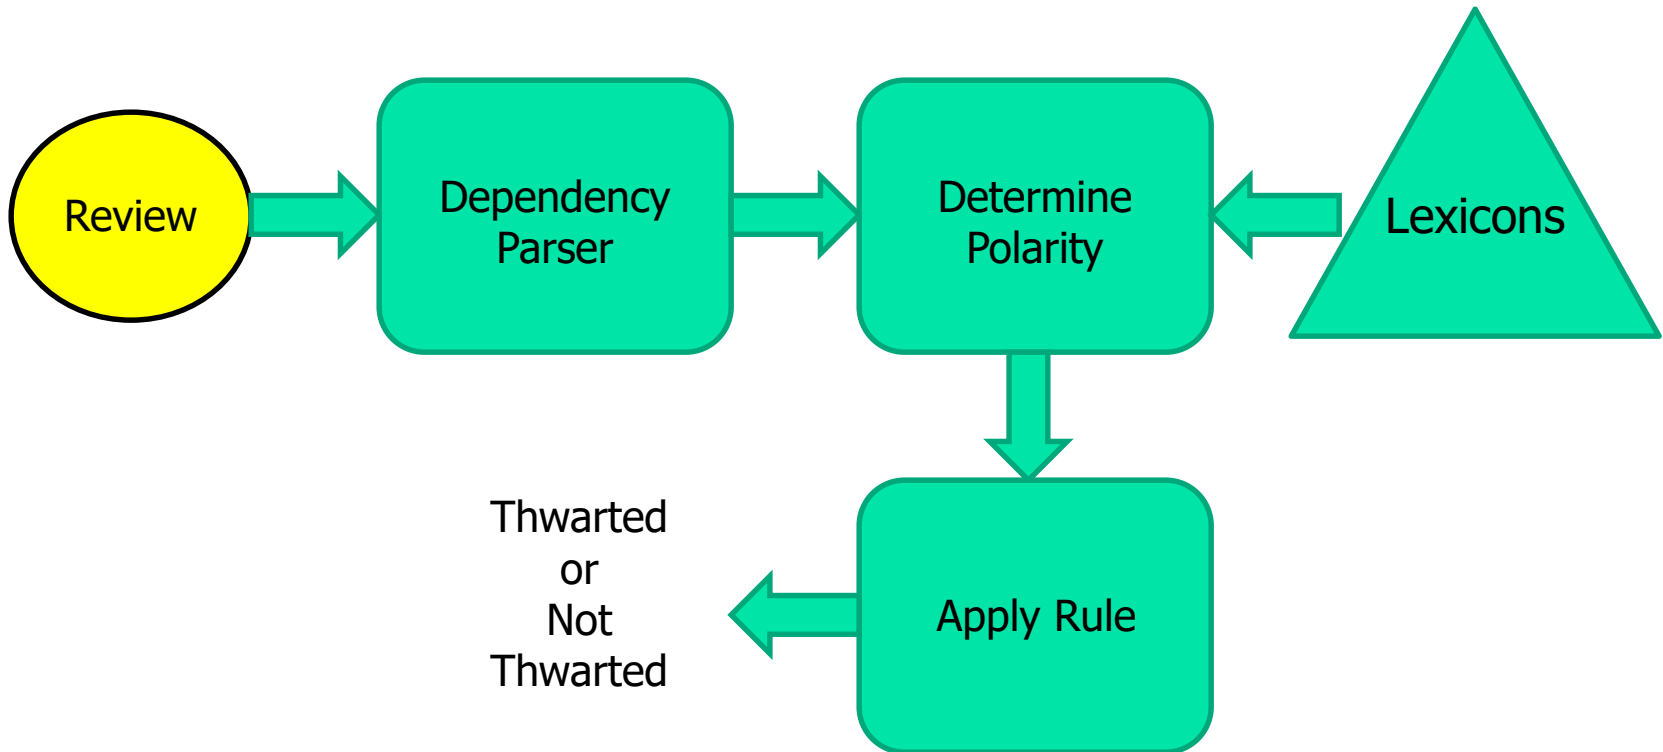 Review
Dependency
Parser
Determine
Polarity
Lexicons
Thwarted
or
Not
Thwarted
Apply Rule